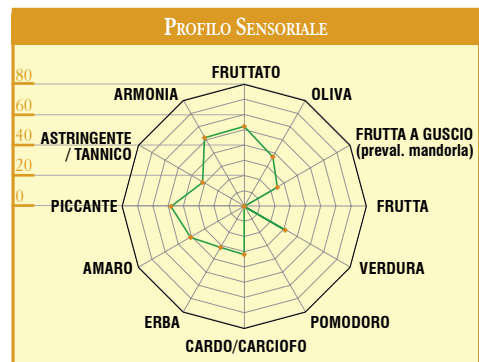 PROFILO SENSORIALE
80
60
40
20
0
FRUTTATO
OLIVA
FRUTTA A GUSCIO
(preval. mandorla)
FRUTTA
VERDURA
POMODORO
CARDO/CARCIOFO
ERBA
AMARO
PICCANTE
ASTRINGENTE
/ TANNICO
ARMONIA